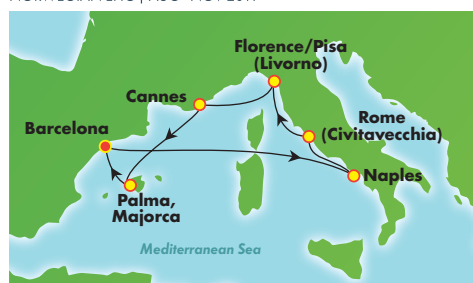 Florence/Pisa
(Livorno)
Cannes
Rome
(Civitavecchia)
Barcelona
Naples
Palma,
Majorca
Mediterranean Sea